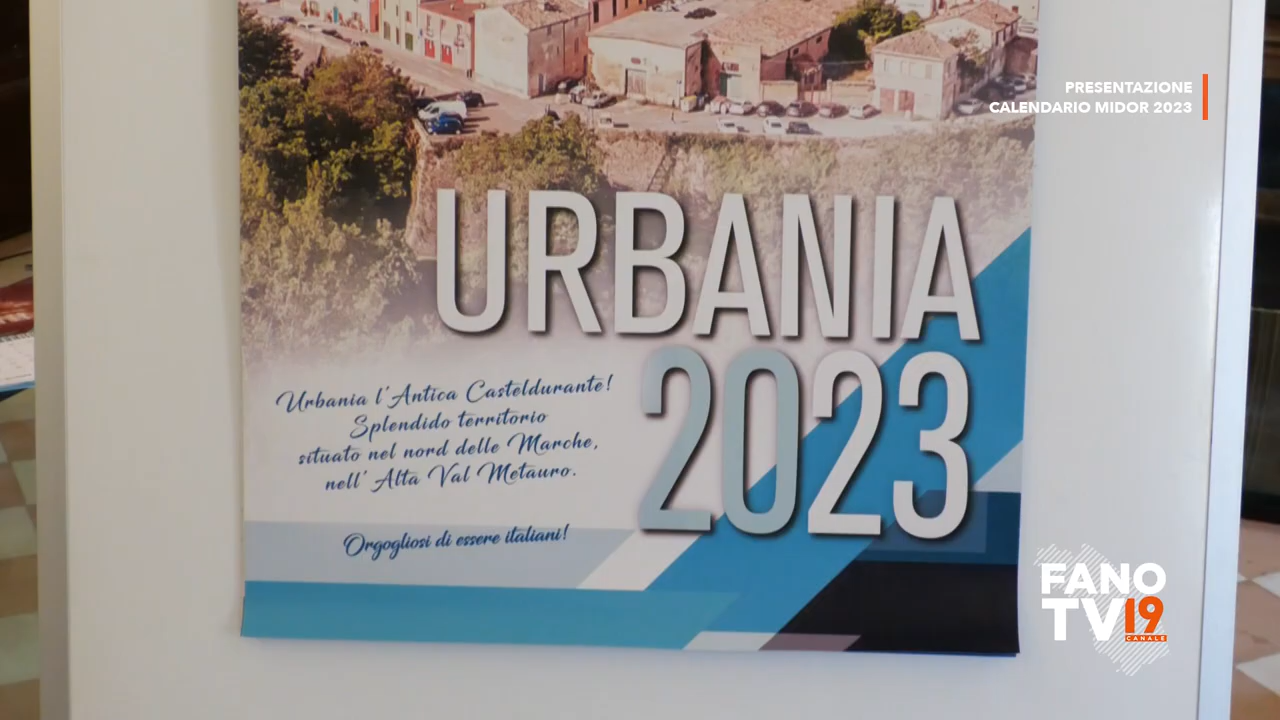 PRESENTAZIONE
CALENDARIO MIDOR 2023
URBANIA
2023
Urbania l'Antica Casteldurante!
Splendido territorio
situato nel nord delle Marche,
nell' Alta Val Metauro.
Orgogliosi di essere italiani!
FANO
TV19
CANALE